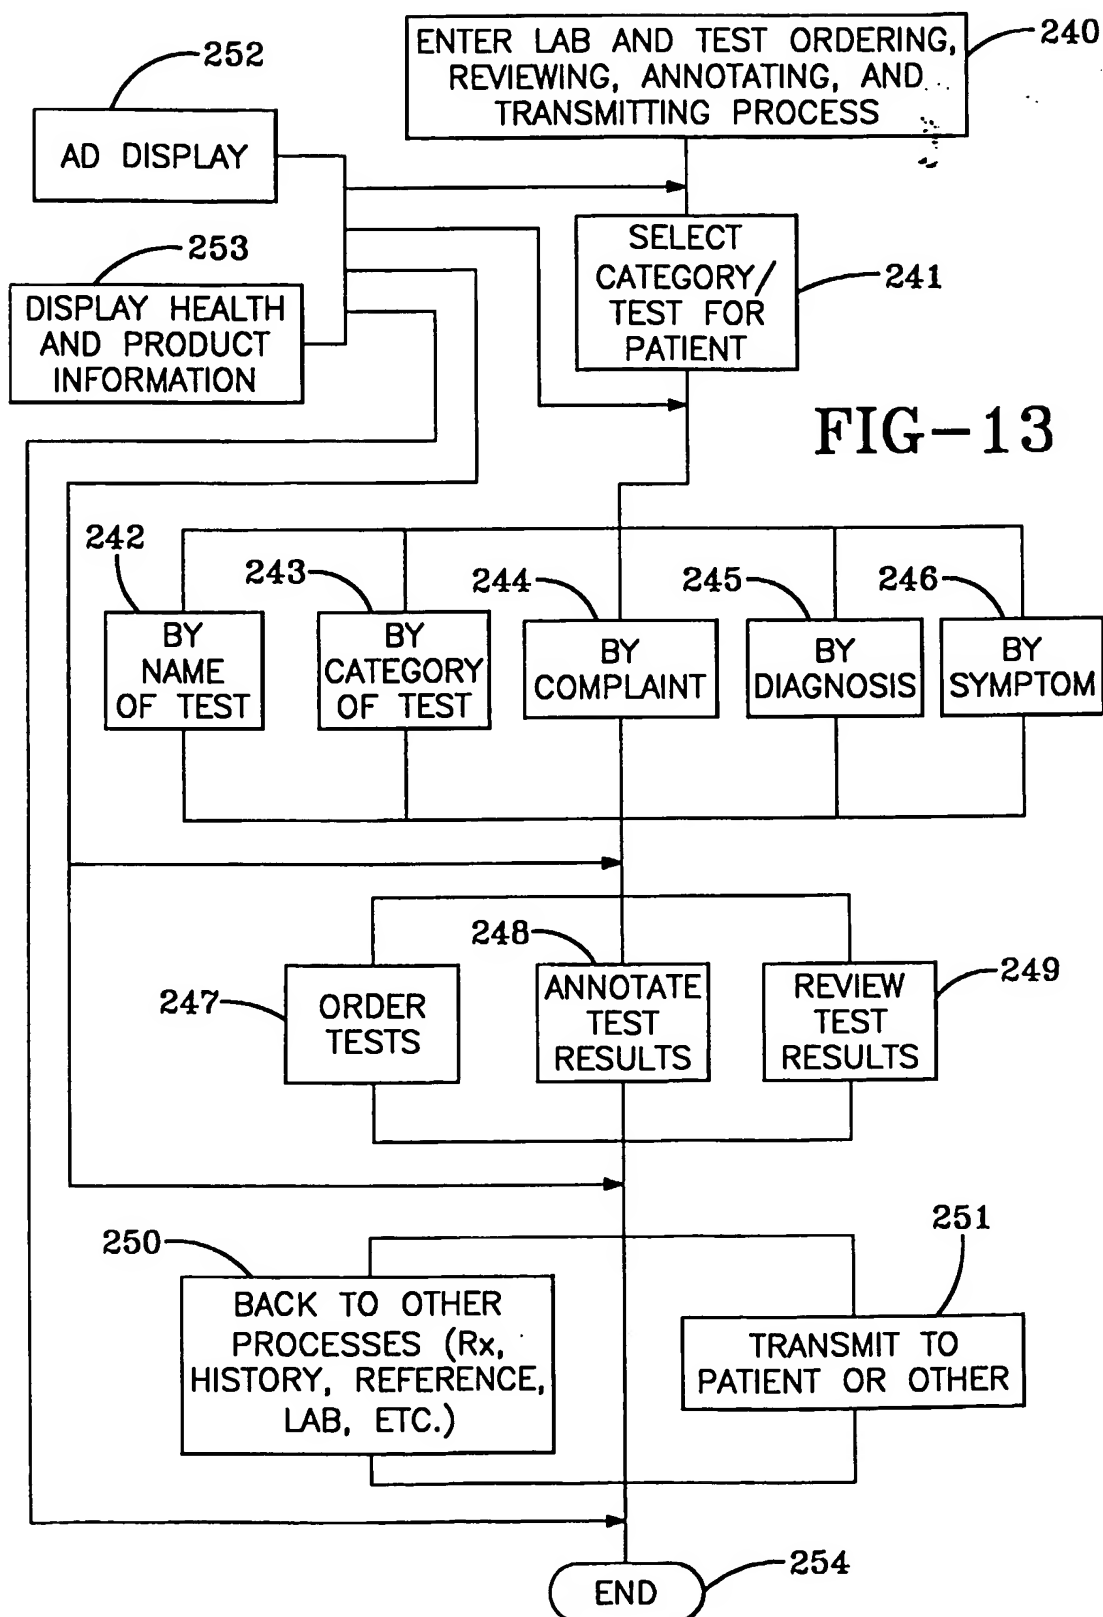 240
ENTER LAB AND TEST ORDERING,
REVIEWING, ANNOTATING, AND
TRANSMITTING PROCESS
252
AD DISPLAY
253
DISPLAY HEALTH
AND PRODUCT
INFORMATION
SELECT
CATEGORY/
TEST FOR
PATIENT
241
FIG-13
242
BY
NAME
OF TEST
243
BY
CATEGORY
OF TEST
244
BY
COMPLAINT
245
BY
DIAGNOSIS
246
BY
SYMPTOM
247
ORDER
TESTS
248
ANNOTATE
TEST
RESULTS
249
REVIEW
TEST
RESULTS
250
BACK TO OTHER
PROCESSES (Rx,
HISTORY, REFERENCE,
LAB, ETC.)
251
TRANSMIT TO
PATIENT OR OTHER
254
END